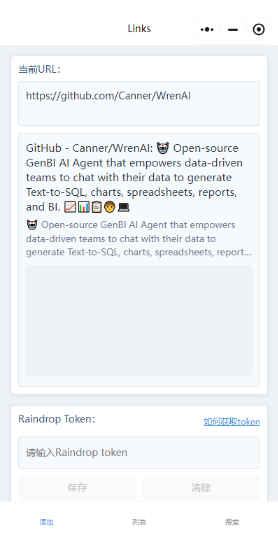 Links
当前URL：
https://github.com/Canner/WrenAI
GitHub - Canner/WrenAI: 🤖 Open-source
GenBI AI Agent that empowers data-driven
teams to chat with their data to generate
Text-to-SQL, charts, spreadsheets, reports,
and BI. 📈📊📋🧑‍💻
🤖 Open-source GenBI AI Agent that empowers
data-driven teams to chat with their data to
generate Text-to-SQL, charts, spreadsheets, report...
Raindrop Token：
如何获取token
请输入Raindrop token
保存
清除
添加
列表
搜索